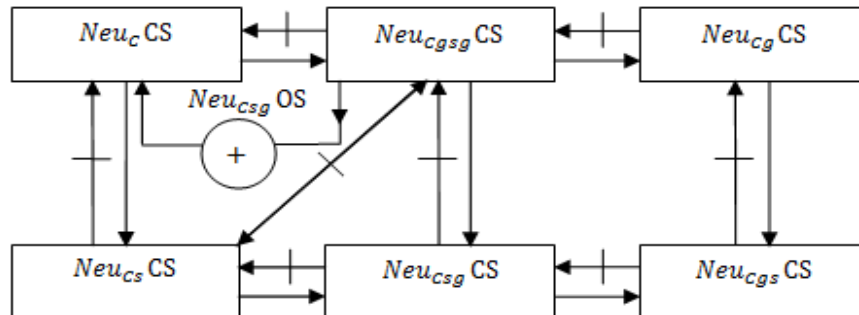 Neu_c CS
Neu_cgsg CS
Neu_cg CS
Neu_csg OS
+
Neu_cs CS
Neu_csg CS
Neu_cgs CS